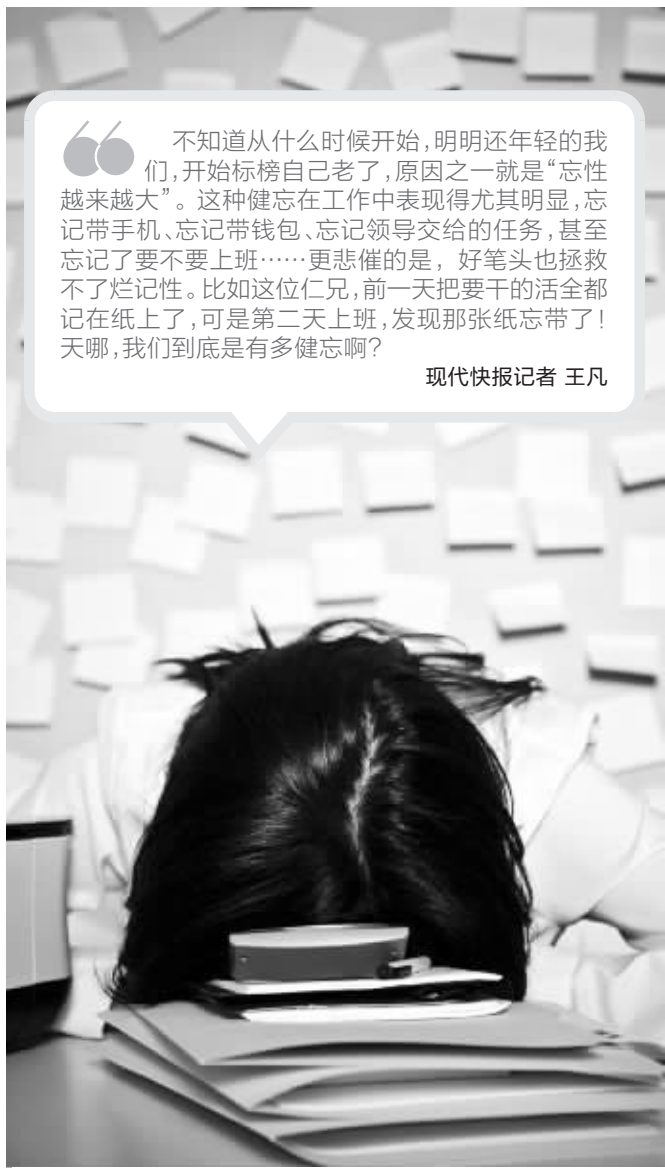 不知道从什么时候开始,明明还年轻的我
们,开始标榜自己老了,原因之一就是“忘性
越来越大”。这种健忘在工作中表现得尤其明显,忘
记带手机、忘记带钱包、忘记领导交给的任务,甚至
忘记了要不要上班……更悲催的是,好笔头也拯救
不了烂记性。比如这位仁兄,前一天把要干的活全都
记在纸上了,可是第二天上班,发现那张纸忘带了!
天哪,我们到底是有多健忘啊?
现代快报记者 王凡